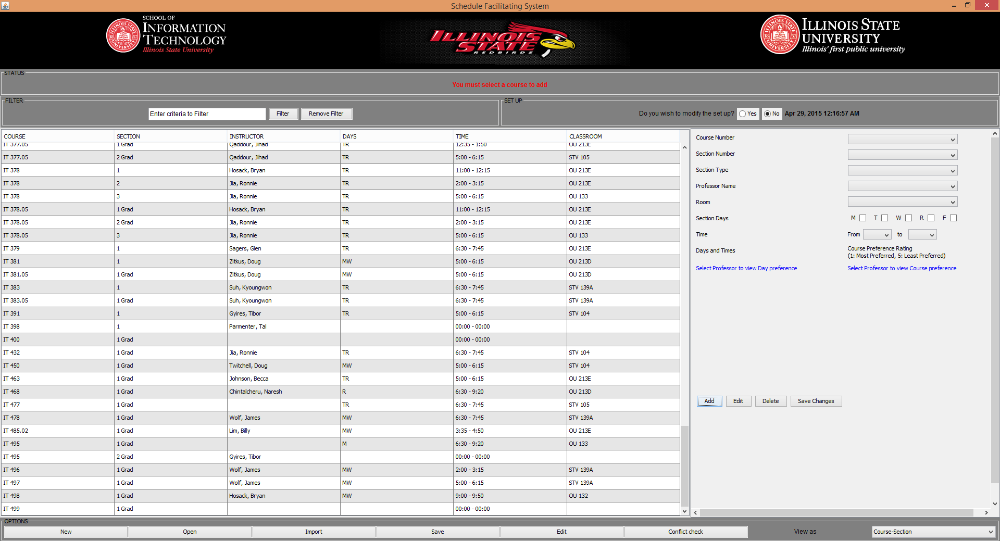 Schedule Facilitating System
SCHOOL OF
INFORMATION
TECHNOLOGY
Illinois State University
ILLINOIS
STATE
REDBIRDS
ILLINOIS STATE
UNIVERSITY
Illinois' first public university
STATUS
You must select a course to add
FILTER
Enter criteria to Filter Filter Remove Filter
SET UP
Do you wish to modify the set up? Yes No Apr 29, 2015 12:16:57 AM
COURSE SECTION INSTRUCTOR DAYS TIME CLASSROOM
IT 377.05 1 Grad Qaddour, Jihad TR 12:35 - 1:50 OU 213E
IT 377.05 2 Grad Qaddour, Jihad TR 5:00 - 6:15 STV 105
IT 378 1 Hosack, Bryan TR 11:00 - 12:15 OU 213E
IT 378 2 Jia, Ronnie TR 2:00 - 3:15 OU 213E
IT 378 3 Jia, Ronnie TR 5:00 - 6:15 OU 133
IT 378.05 1 Grad Hosack, Bryan TR 11:00 - 12:15 OU 213E
IT 378.05 2 Grad Jia, Ronnie TR 2:00 - 3:15 OU 213E
IT 378.05 3 Jia, Ronnie TR 5:00 - 6:15 OU 133
IT 379 1 Sagers, Glen TR 6:30 - 7:45 OU 213E
IT 381 1 Zitkus, Doug MW 5:00 - 6:15 OU 213D
IT 381.05 1 Grad Zitkus, Doug MW 5:00 - 6:15 OU 213D
IT 383 1 Suh, Kyoungwon TR 6:30 - 7:45 STV 139A
IT 383.05 1 Grad Suh, Kyoungwon TR 6:30 - 7:45 STV 139A
IT 391 1 Gyires, Tibor TR 5:00 - 6:15 STV 104
IT 398 1 Parmenter, Tal 00:00 - 00:00
IT 400 1 Grad 00:00 - 00:00
IT 432 1 Grad Jia, Ronnie TR 6:30 - 7:45 STV 104
IT 450 1 Grad Twitchell, Doug MW 5:00 - 6:15 STV 104
IT 463 1 Grad Johnson, Becca TR 5:00 - 6:15 OU 213E
IT 468 1 Grad Chintalcheru, Naresh R 6:30 - 9:20 OU 213D
IT 477 1 Grad TR 6:30 - 7:45 STV 105
IT 478 1 Grad Wolf, James MW 6:30 - 7:45 STV 139A
IT 485.02 1 Grad Lim, Billy MW 3:35 - 4:50 OU 213E
IT 495 1 Grad M 6:30 - 9:20 OU 133
IT 495 2 Grad Gyires, Tibor 00:00 - 00:00
IT 496 1 Grad Wolf, James MW 2:00 - 3:15 STV 139A
IT 497 1 Grad Wolf, James MW 5:00 - 6:15 STV 139A
IT 498 1 Grad Hosack, Bryan MW 9:00 - 9:50 OU 132
IT 499 1 Grad 00:00 - 00:00
Course Number
Section Number
Section Type
Professor Name
Room
Section Days M T W R F
Time From to
Days and Times Course Preference Rating
(1: Most Preferred, 5: Least Preferred)
Select Professor to view Day preference Select Professor to view Course preference
Add Edit Delete Save Changes
OPTIONS
New Open Import Save Edit Conflict check View as Course-Section